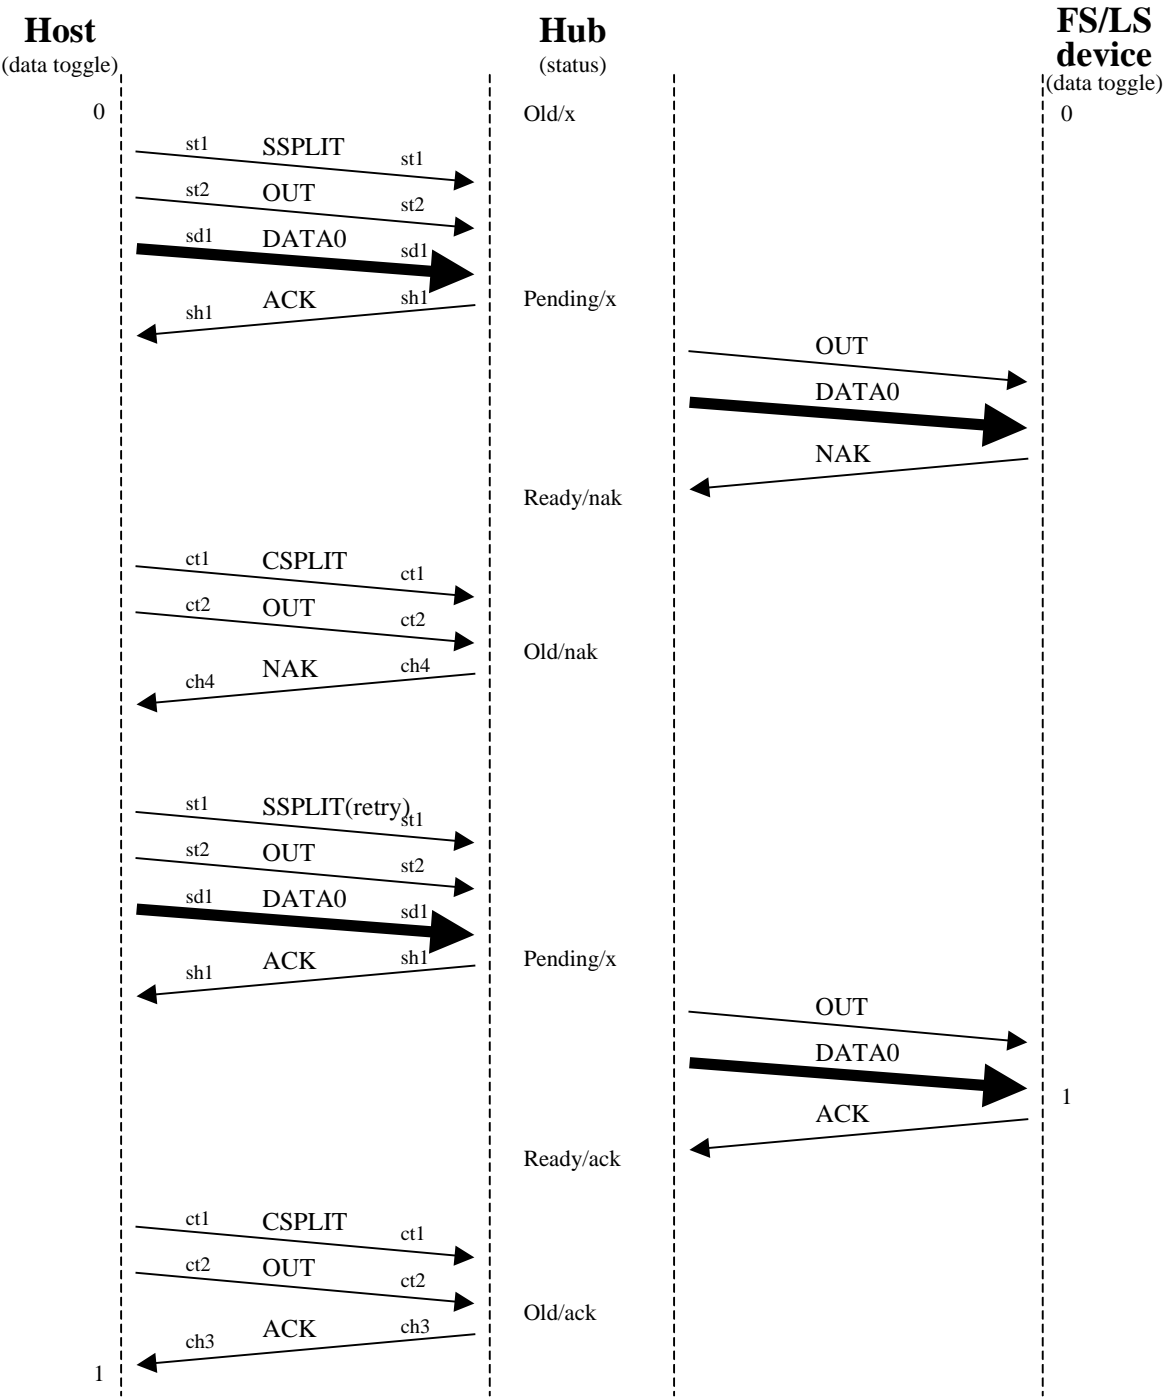 Host
(data toggle)
Hub
(status)
FS/LS
device
(data toggle)
0
Old/x
0
st1 SSPLIT st1
st2 OUT st2
sd1 DATA0 sd1
Pending/x
ACK sh1
sh1
OUT
DATA0
NAK
Ready/nak
ct1 CSPLIT ct1
ct2 OUT ct2
Old/nak
NAK ch4
ch4
st1 SSPLIT(retry) st1
st2 OUT st2
sd1 DATA0 sd1
Pending/x
ACK sh1
sh1
OUT
DATA0
1
ACK
Ready/ack
ct1 CSPLIT ct1
ct2 OUT ct2
Old/ack
ACK ch3
ch3
1